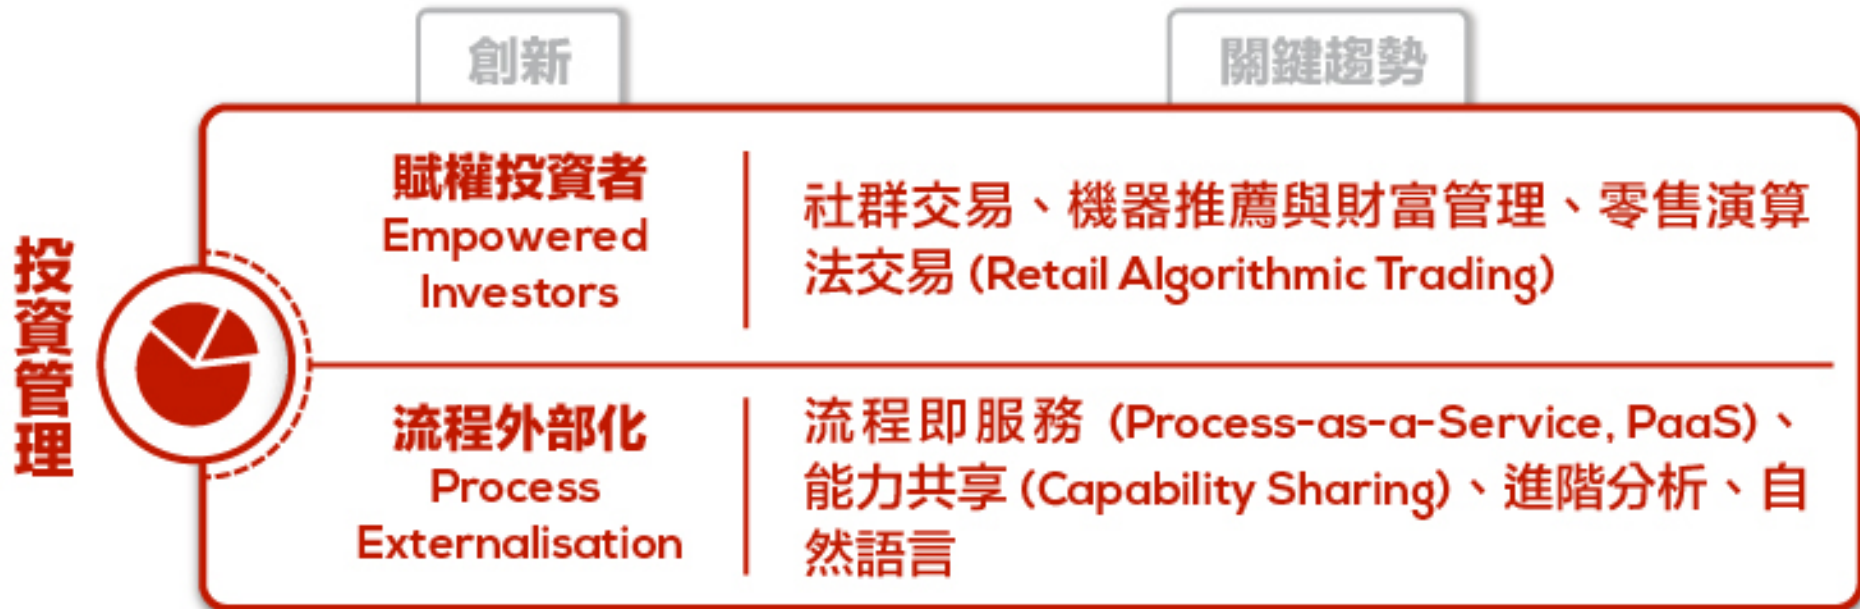 創新
關鍵趨勢
投資管理
賦權投資者
Empowered
Investors
社群交易、機器推薦與財富管理、零售演算
法交易 (Retail Algorithmic Trading)
流程外部化
Process
Externalisation
流程即服務 (Process-as-a-Service, PaaS)、
能力共享 (Capability Sharing)、進階分析、自
然語言